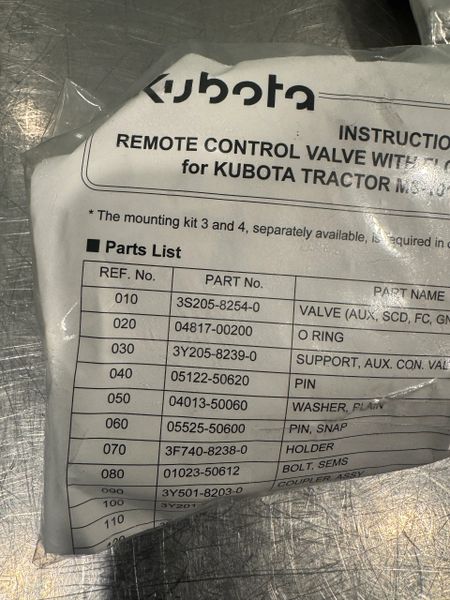 Kubota
INSTRUCTIO
REMOTE CONTROL VALVE WITH FLO
for KUBOTA TRACTOR
* The mounting kit 3 and 4, separately available, is required in
■ Parts List
REF. No. PART No. PART NAME
010 3S205-8254-0 VALVE (AUX, SCD, FC, GN
020 04817-00200 O RING
030 3Y205-8239-0 SUPPORT, AUX. CON. VAL
040 05122-50620 PIN
050 04013-50060 WASHER, PLAIN
060 05525-50600 PIN, SNAP
070 3F740-8238-0 HOLDER
080 01023-50612 BOLT, SEMS
090 3Y501-8203-0 COUPLER, ASSY
100 3Y201
110